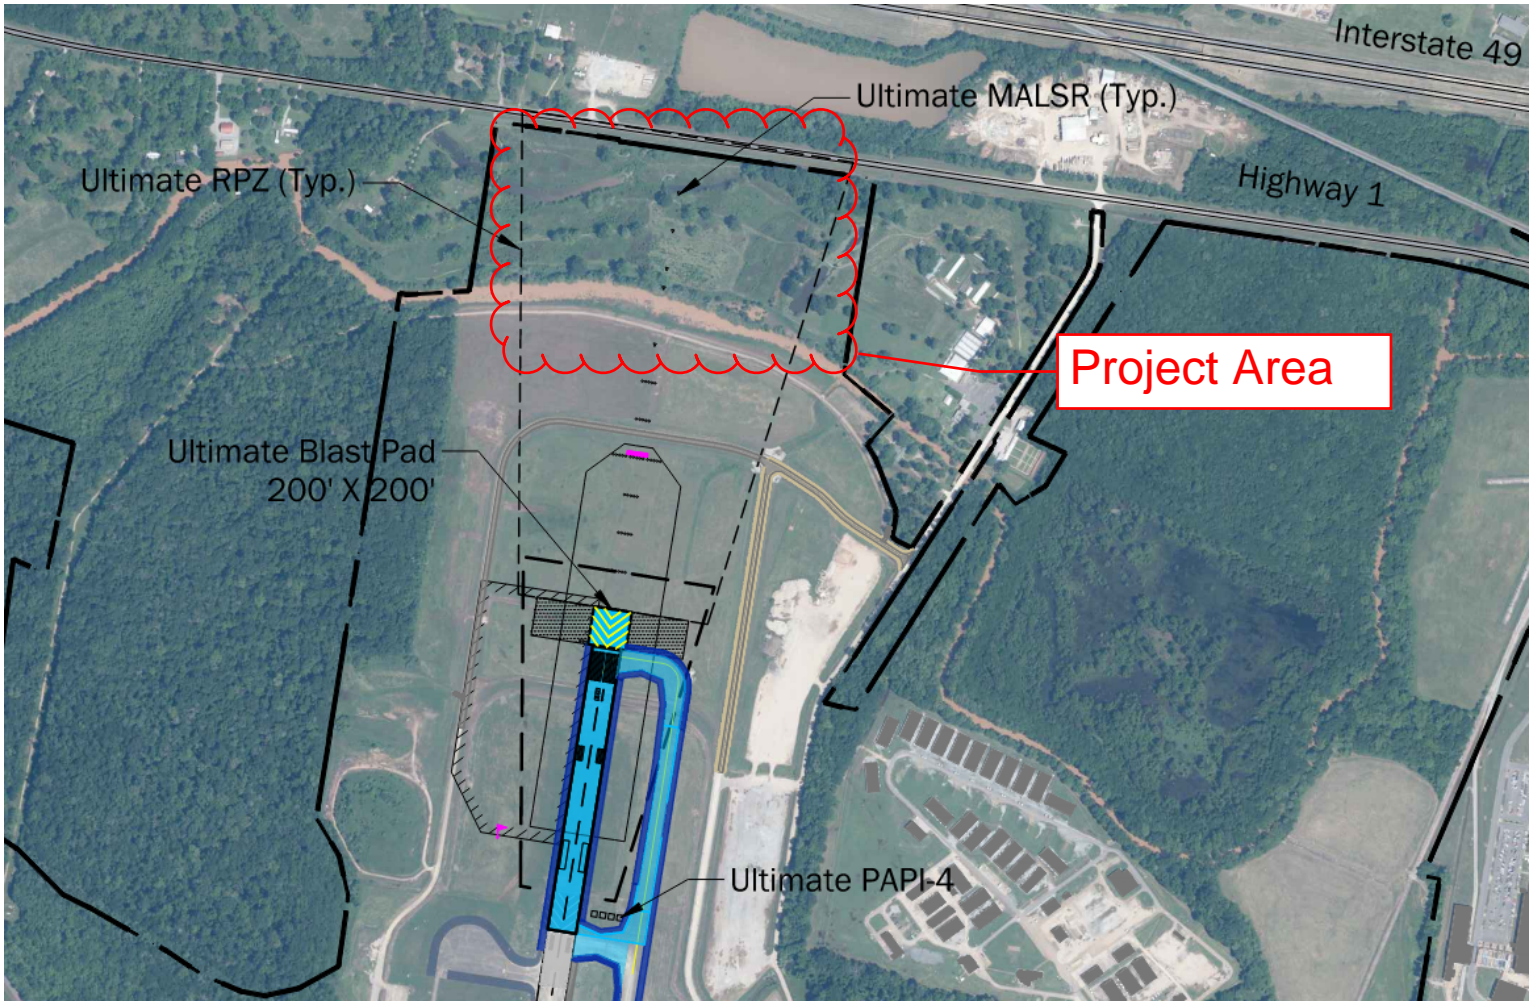 Interstate 49
Ultimate MALSR (Typ.)
Ultimate RPZ (Typ.)
Highway 1
Project Area
Ultimate Blast Pad
200' X 200'
Ultimate PAPI-4